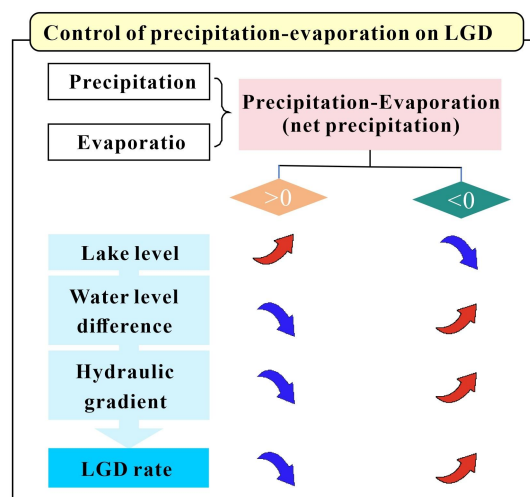 Control of precipitation-evaporation on LGD
Precipitation
Evaporatio
Precipitation-Evaporation
(net precipitation)
>0
<0
Lake level
Water level
difference
Hydraulic
gradient
LGD rate